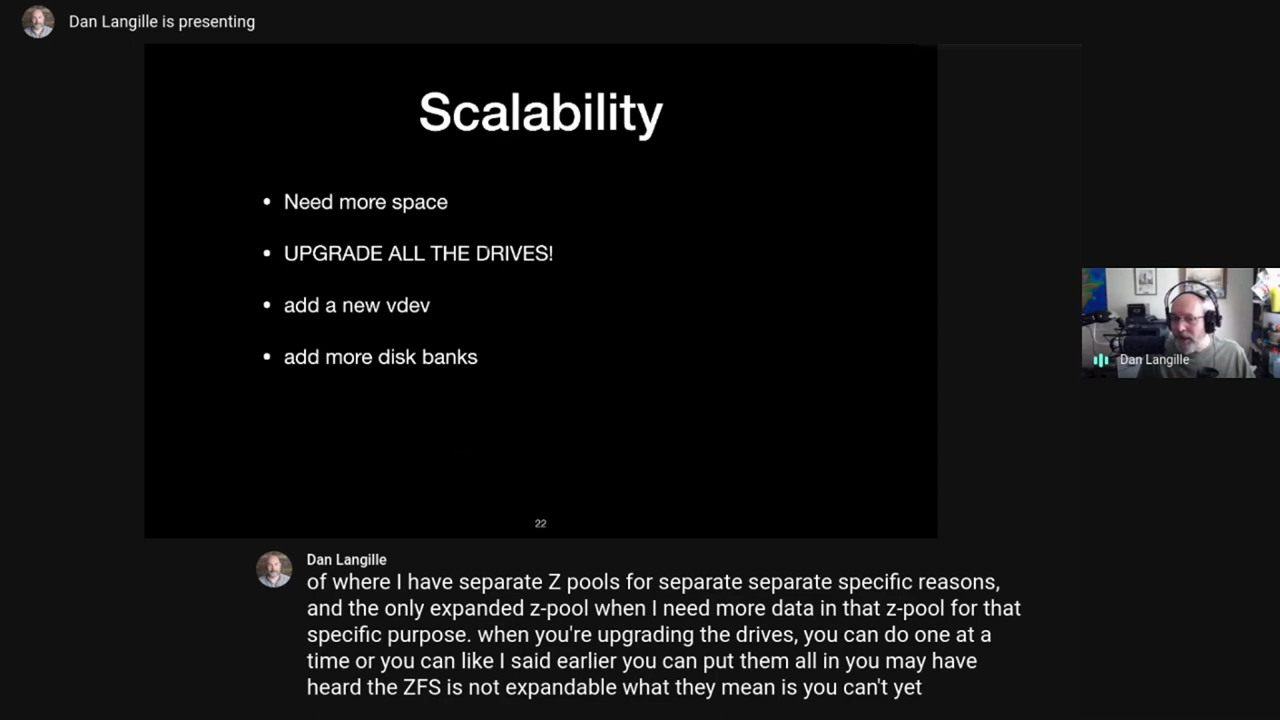 Dan Langille is presenting
Scalability
• Need more space
• UPGRADE ALL THE DRIVES!
• add a new vdev
• add more disk banks
22
Dan Langille
Dan Langille
of where I have separate Z pools for separate separate specific reasons,
and the only expanded z-pool when I need more data in that z-pool for that
specific purpose. when you're upgrading the drives, you can do one at a
time or you can like I said earlier you can put them all in you may have
heard the ZFS is not expandable what they mean is you can't yet